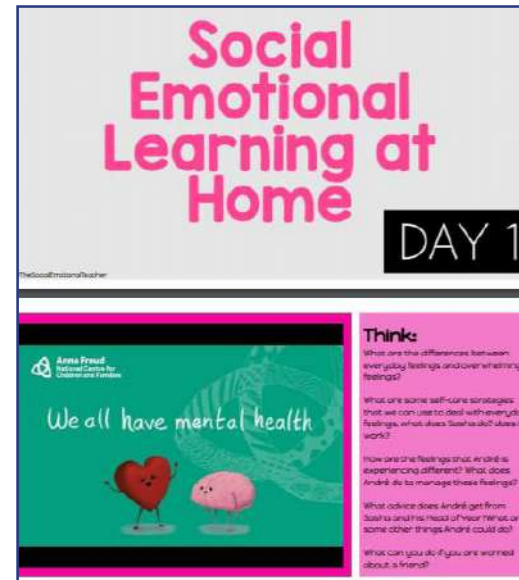 Social
Emotional
Learning at
Home
DAY 1
TheSocialEmotionalTeacher
Anna Freud
National Centre for
Children and Families
We all have mental health
Think:
What are the differences between
everyday feelings and overwhelming
feelings?
What are some self-care strategies
that we can use to deal with everyda
feelings, what does Sasha do? does i
work?
How are the feelings that André is
experiencing different? What does
André do to manage these feelings?
What advice does André get from
Sasha and his Head of Year?
some other things André could do?
What can you do if you are worried
about a friend?